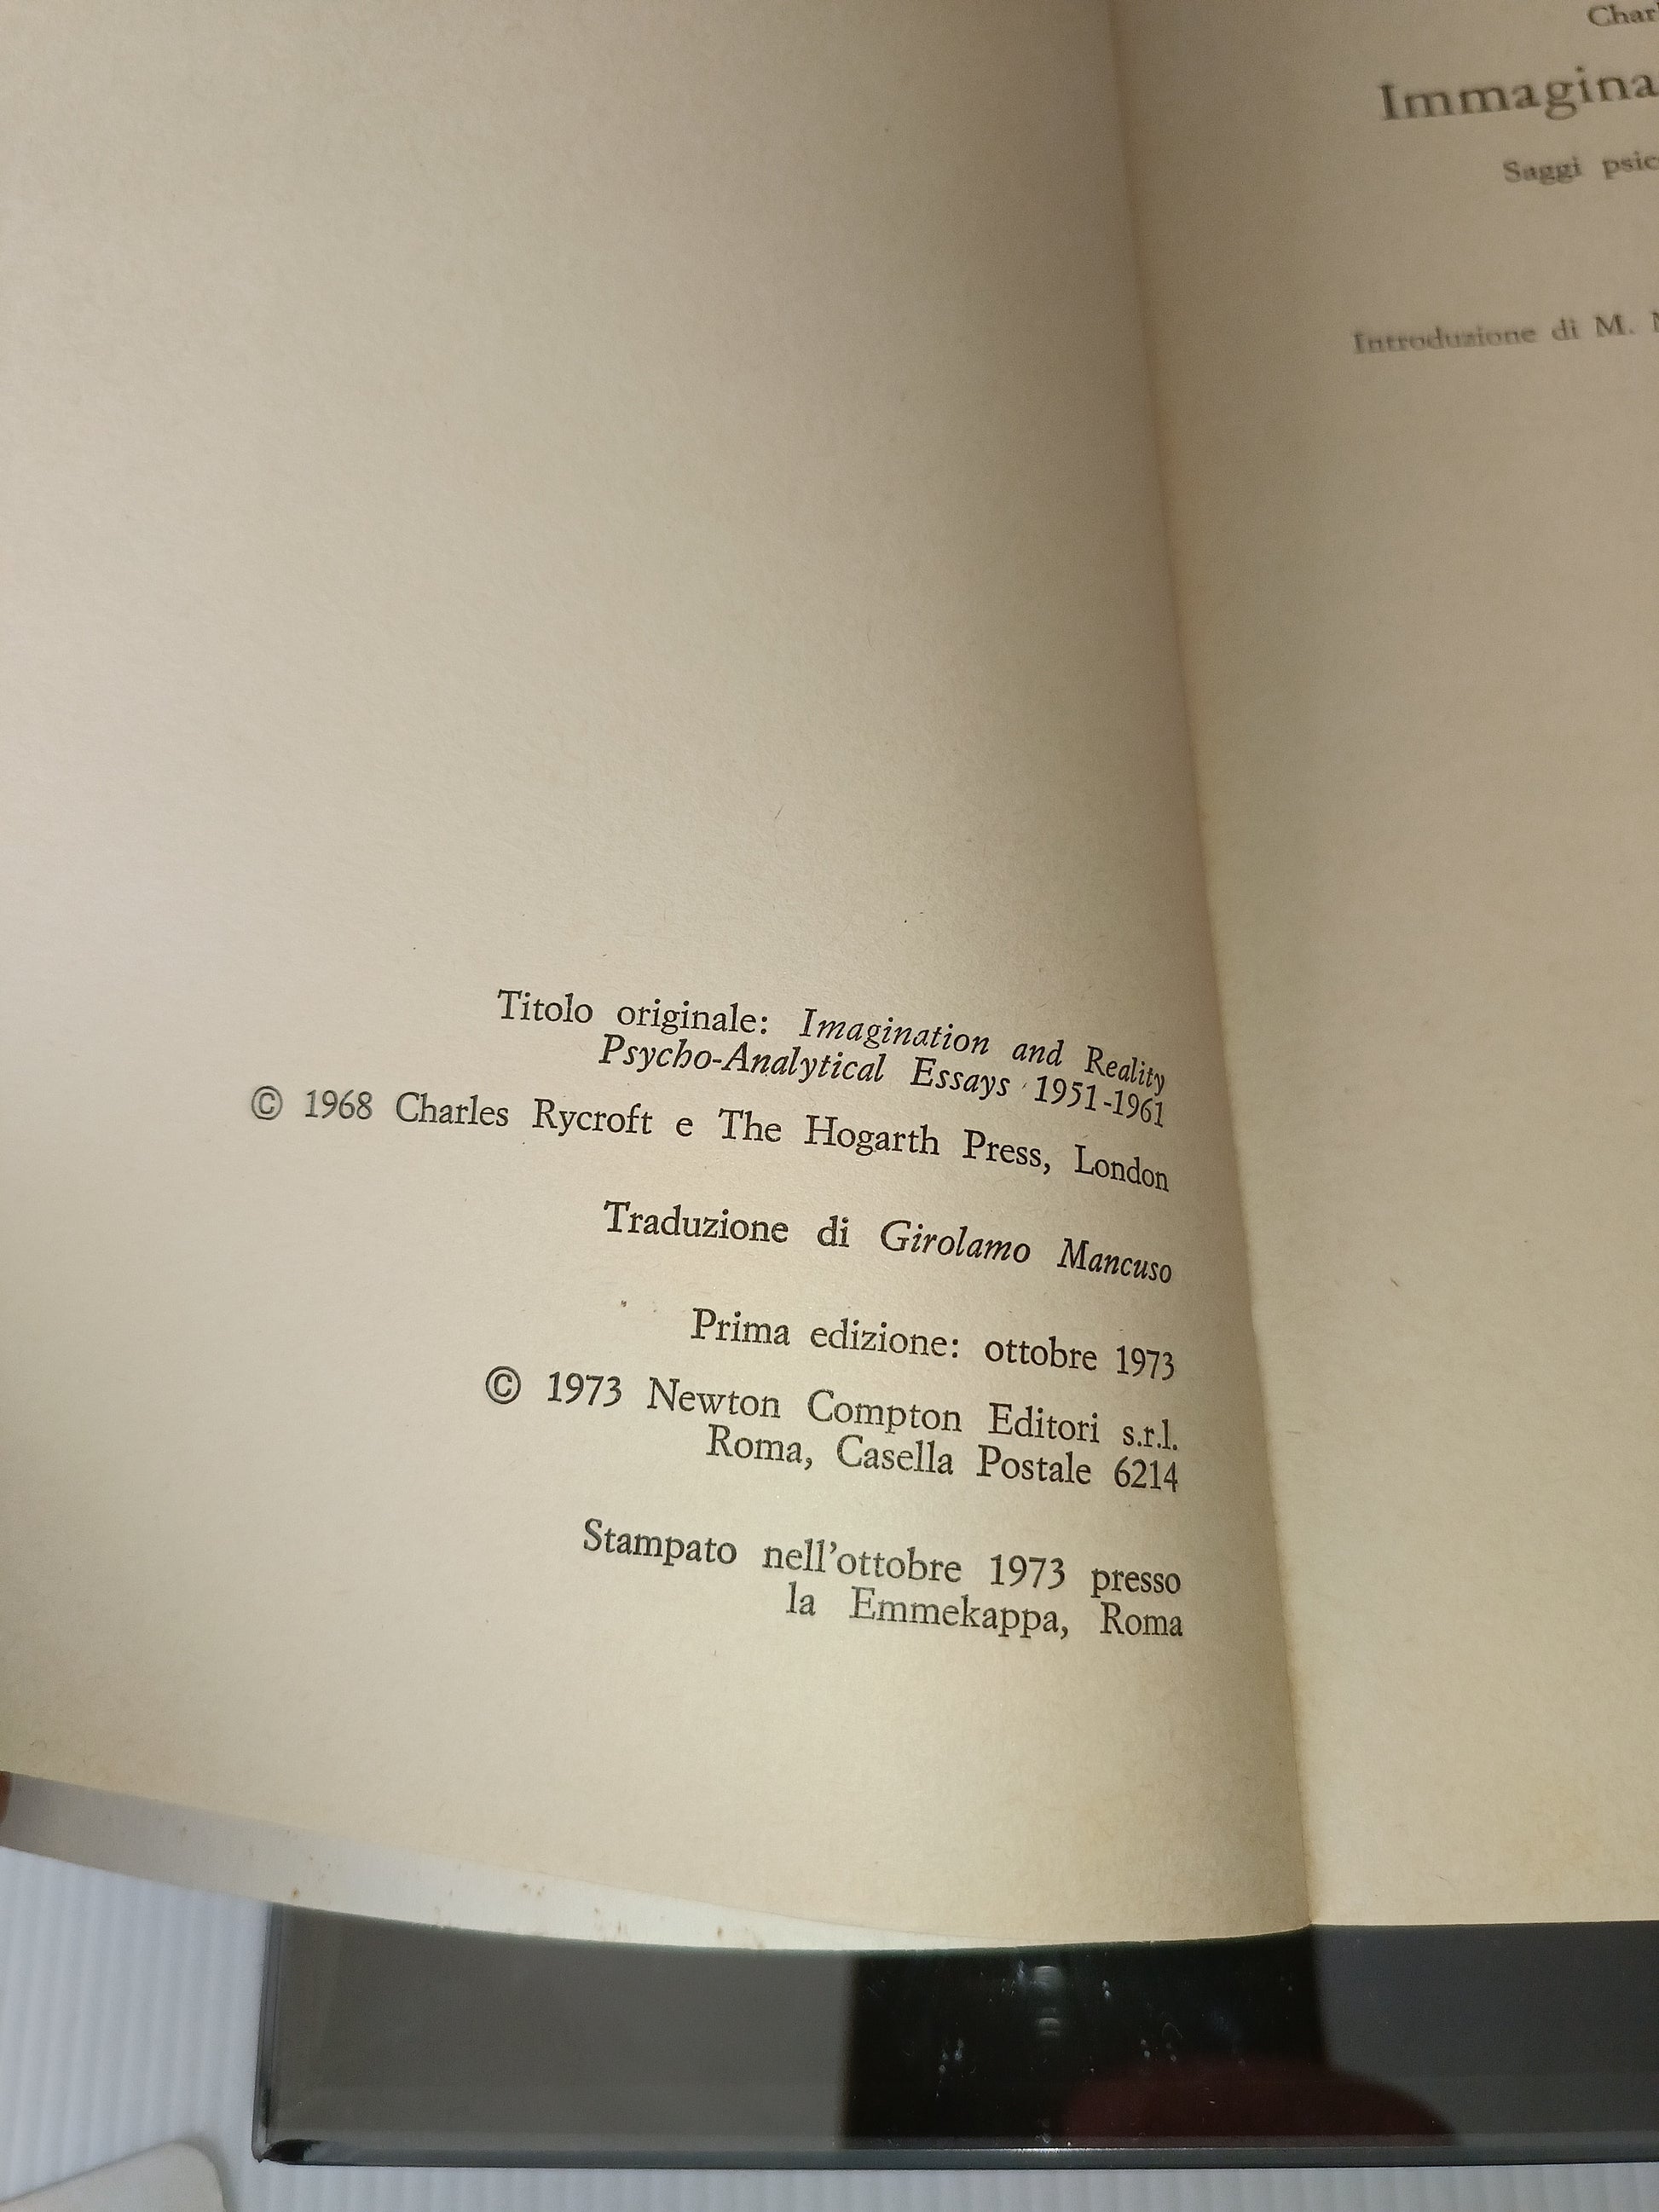 Titolo originale: Imagination and Reality
Psycho-Analytical Essays 1951-1961
© 1968 Charles Rycroft e The Hogarth Press, London
Traduzione di Girolamo Mancuso
Prima edizione: ottobre 1973
© 1973 Newton Compton Editori s.r.l.
Roma, Casella Postale 6214
Stampato nell'ottobre 1973 presso
la Emmekappa, Roma
Charl
Immagina
Saggi psic
Introduzione di M.